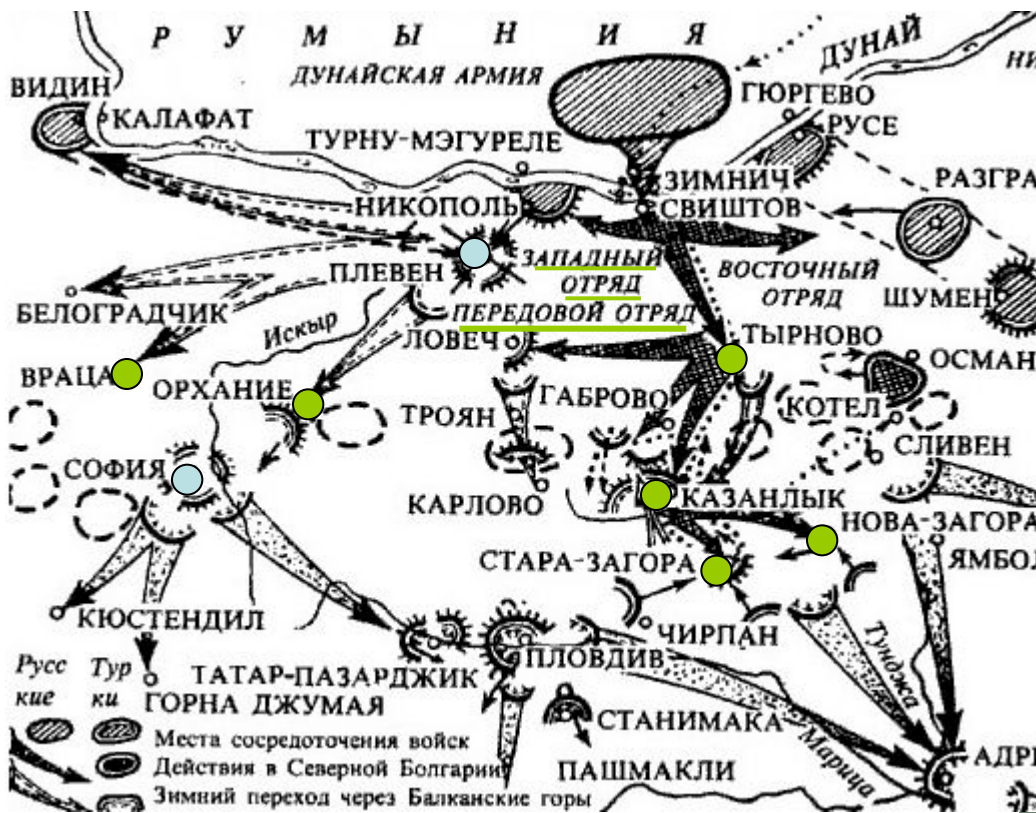 РУМЫНИЯ
ДУНАЙСКАЯ АРМИЯ
ДУНАЙ
НИ
ВИДИН
КАЛАФАТ
ГЮРГЕВО
РУСЕ
ТУРНУ-МЭГУРЕЛЕ
ЗИМНИЧ
РАЗГРА
НИКОПОЛЬ
СВИШТОВ
ПЛЕВЕН
ЗАПАДНЫЙ
ОТРЯД
ВОСТОЧНЫЙ
ОТРЯД
ШУМЕН
БЕЛОГРАДЧИК
Искыр
ПЕРЕДОВОЙ ОТРЯД
ЛОВЕЧ
ТЫРНОВО
ОСМАН
ВРАЦА
ОРХАНИЕ
ТРОЯН
ГАБРОВО
КОТЕЛ
СЛИВЕН
СОФИЯ
КАРЛОВО
КАЗАНЛЫК
НОВА-ЗАГОРА
СТАРА-ЗАГОРА
ЯМБОЛ
КЮСТЕНДИЛ
ЧИРПАН
Тунджа
ТАТАР-ПАЗАРДЖИК
ПЛОВДИВ
ГОРНА ДЖУМАЯ
СТАНИМАКА
Марица
АДРИ
ПАШМАКЛИ
Русс Тур
кие ки
Места сосредоточения войск
Действия в Северной Болгарии
Зимний переход через Балканские горы